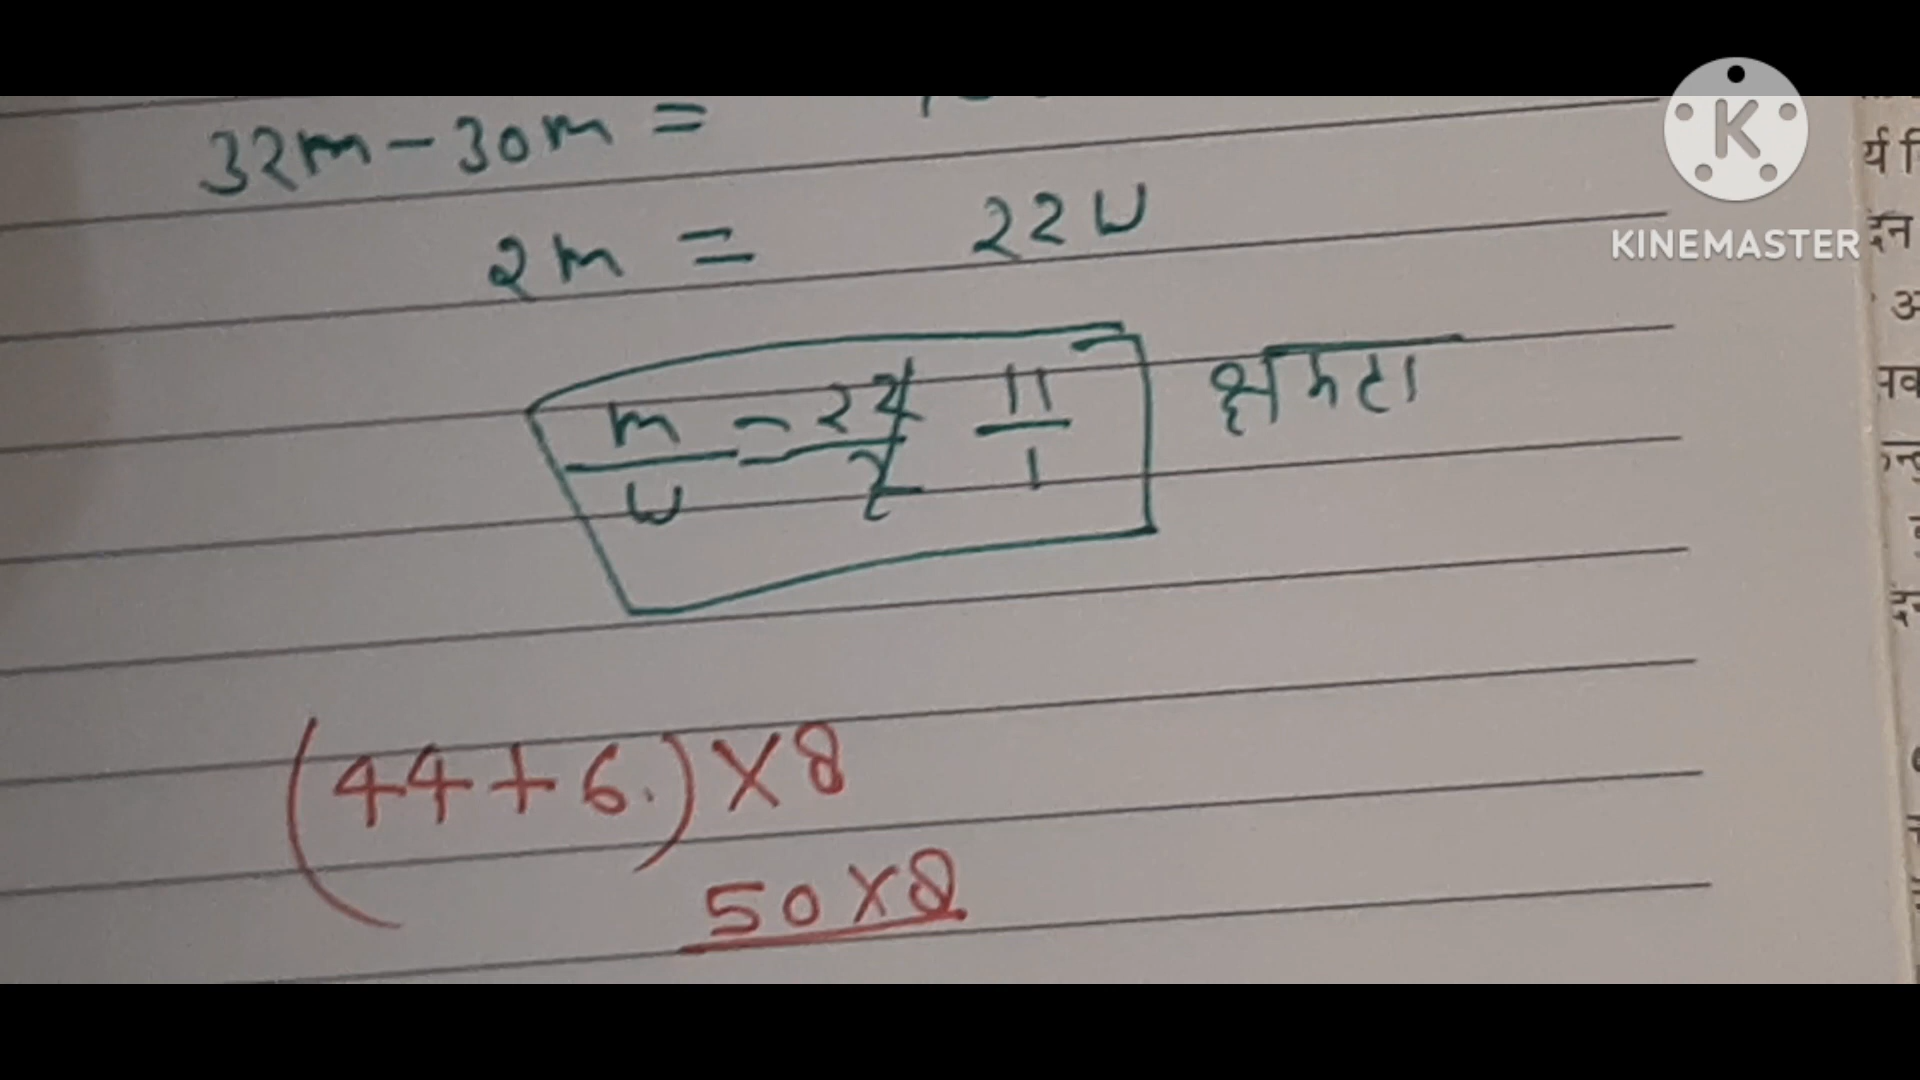 32m - 30m =
2m = 22W
m/W = 22/2 11/1 क्षमता
(44+6.)×8
50×8
K
KINEMASTER